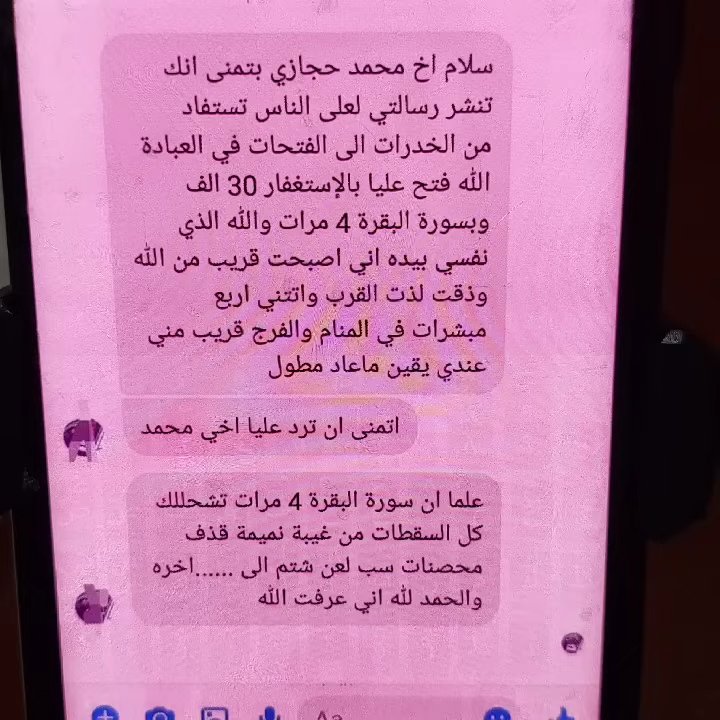 سلام اخ محمد حجازي بتمنى انك
تنشر رسالتي لعلى الناس تستفاد
من الخدرات الى الفتحات في العبادة
الله فتح عليا بالإستغفار 30 الف
وبسورة البقرة 4 مرات والله الذي
نفسي بيده اني اصبحت قريب من الله
وذقت لذت القرب واتتني اربع
مبشرات في المنام والفرج قريب مني
عندي يقين ماعاد مطول
اتمنى ان ترد عليا اخي محمد
علما ان سورة البقرة 4 مرات تشحللك
كل السقطات من غيبة نميمة قذف
محصنات سب لعن شتم الى ......اخره
والحمد لله اني عرفت الله
Aa